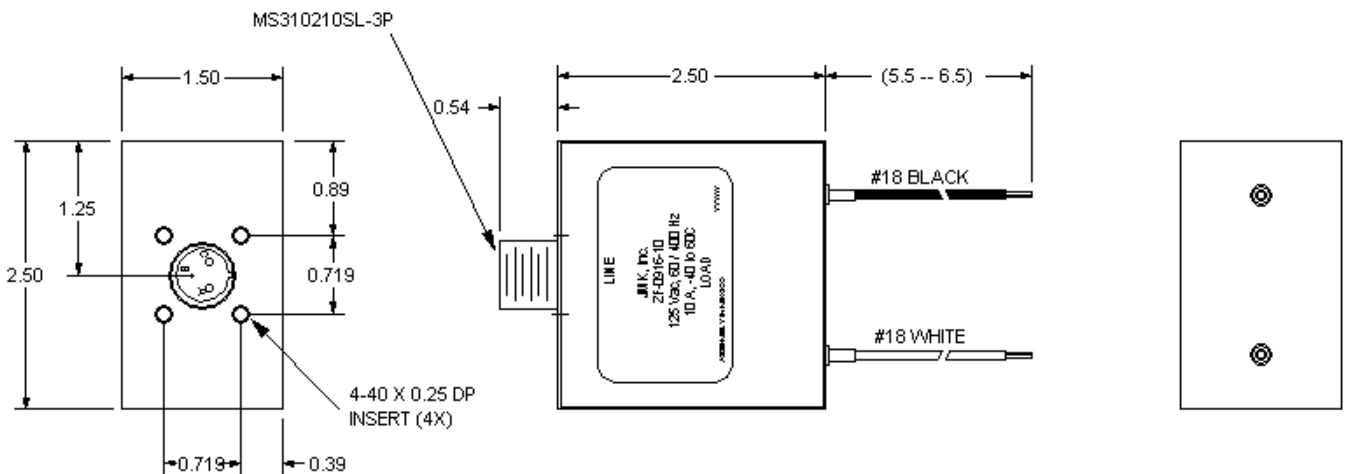 MS310210SL-3P
1.50
2.50
(5.5 -- 6.5)
0.54
0.89
1.25
#18 BLACK
2.50
0.719
LINE
JMK, Inc.
ZF-0916-10
125 Vac, 60 / 400 Hz
10 A, -40 to 60C
LOAD
#18 WHITE
4-40 X 0.25 DP
INSERT (4X)
0.719
0.39